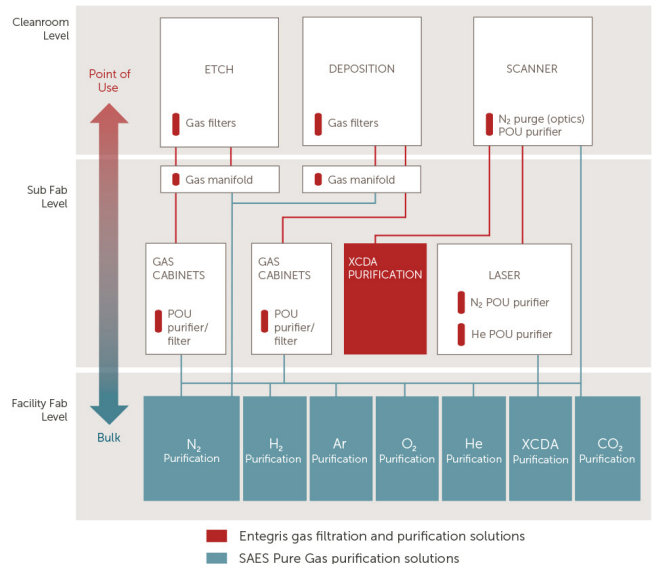 Cleanroom
Level
ETCH
DEPOSITION
SCANNER
Point of
Use
Gas filters
Gas filters
N₂ purge (optics)
POU purifier
Sub Fab
Level
Gas manifold
Gas manifold
GAS
CABINETS
POU
purifier/
filter
GAS
CABINETS
POU
purifier/
filter
XCDA
PURIFICATION
LASER
N₂ POU purifier
He POU purifier
Facility Fab
Level
Bulk
N₂
Purification
H₂
Purification
Ar
Purification
O₂
Purification
He
Purification
XCDA
Purification
CO₂
Purification
Entegris gas filtration and purification solutions
SAES Pure Gas purification solutions